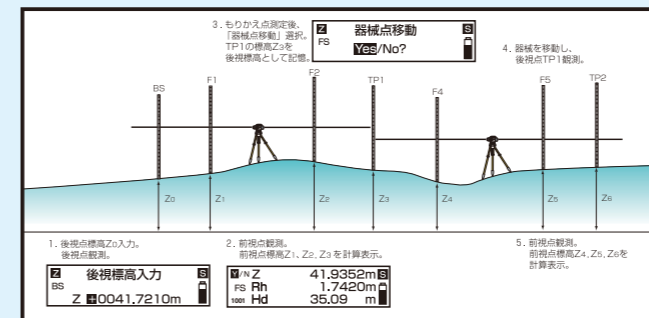 3. もりかえ点測定後、
「器械点移動」選択。
TP1の標高Z3を
後視標高として記憶。
Z 器械点移動 S
FS Yes/No?
4. 器械を移動し、
後視点TP1観測。
BS F1 F2 TP1 F4 F5 TP2
Z0 Z1 Z2 Z3 Z4 Z5 Z6
1. 後視点標高Z0入力。
後視点観測。
Z 後視標高入力 S
BS
Z +0041.7210m
2. 前視点観測。
前視点標高Z1、Z2、Z3を計算表示。
Y/N Z 41.9352m S
FS Rh 1.7420m
1001 Hd 35.09 m
5. 前視点観測。
前視点標高Z4、Z5、Z6を
計算表示。